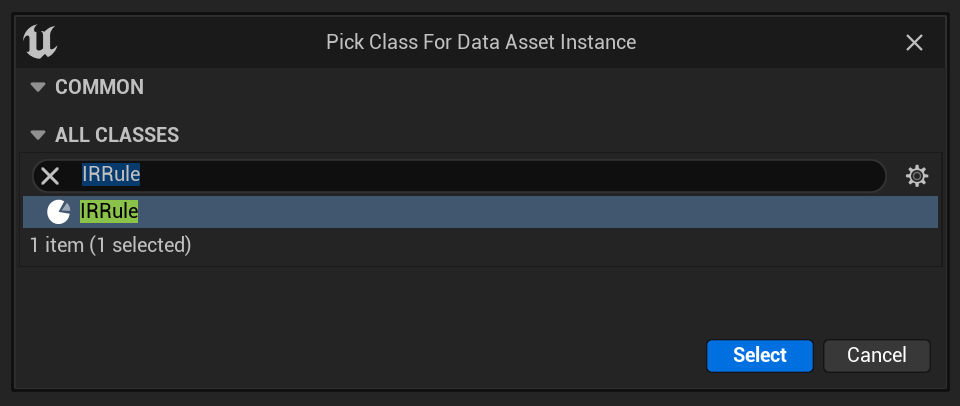 Pick Class For Data Asset Instance
COMMON
ALL CLASSES
IRRule
IRRule
1 item (1 selected)
Select
Cancel